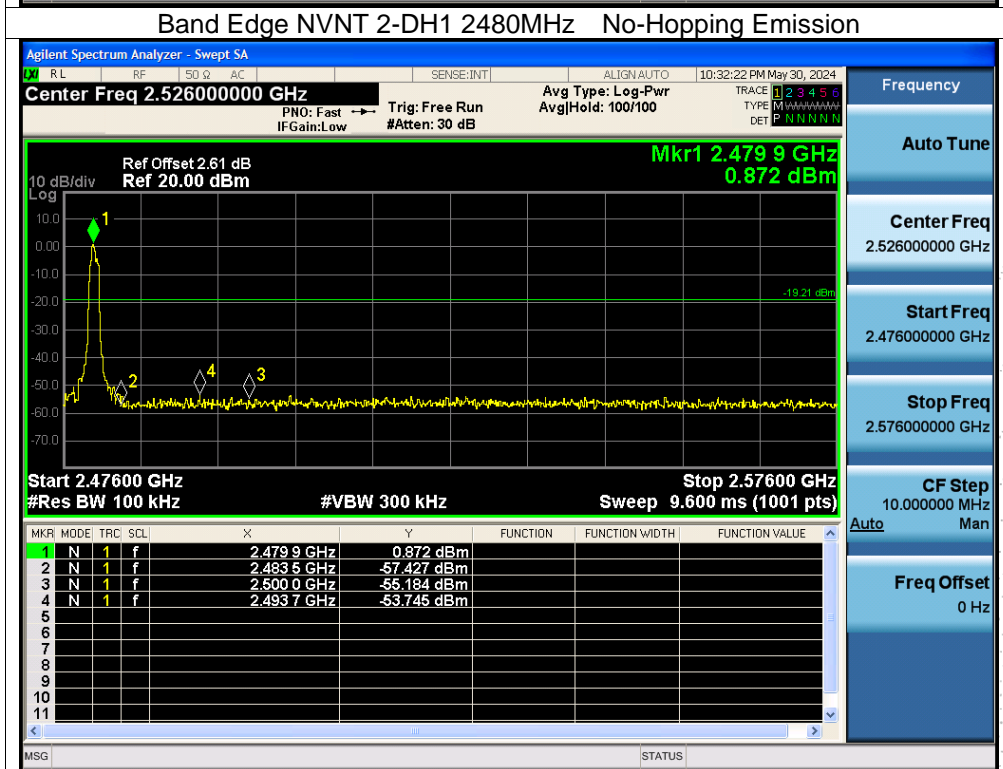 Band Edge NVNT 2-DH1 2480MHz No-Hopping Emission
Agilent Spectrum Analyzer - Swept SA
LXI RL RF 50 Ω AC SENSE:INT ALIGN AUTO 10:32:22 PM May 30, 2024
Center Freq 2.526000000 GHz
PNO: Fast
IFGain:Low
Trig: Free Run
#Atten: 30 dB
Avg Type: Log-Pwr
Avg|Hold: 100/100
TRACE 1 2 3 4 5 6
TYPE M WWWWW
DET P N N N N N
Ref Offset 2.61 dB
10 dB/div Ref 20.00 dBm
Log
Mkr1 2.479 9 GHz
0.872 dBm
10.0
0.00
-10.0
-20.0
-30.0
-40.0
-50.0
-60.0
-70.0
1
2
4
3
-19.21 dBm
Start 2.47600 GHz Stop 2.57600 GHz
#Res BW 100 kHz #VBW 300 kHz Sweep 9.600 ms (1001 pts)
MKR MODE TRC SCL X Y FUNCTION FUNCTION WIDTH FUNCTION VALUE
1 N 1 f 2.479 9 GHz 0.872 dBm
2 N 1 f 2.483 5 GHz -57.427 dBm
3 N 1 f 2.500 0 GHz -55.184 dBm
4 N 1 f 2.493 7 GHz -53.745 dBm
5
6
7
8
9
10
11
MSG STATUS
Frequency
Auto Tune
Center Freq
2.526000000 GHz
Start Freq
2.476000000 GHz
Stop Freq
2.576000000 GHz
CF Step
10.000000 MHz
Auto Man
Freq Offset
0 Hz